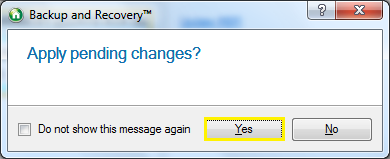 Backup and Recovery™
Apply pending changes?
Do not show this message again
Yes
No